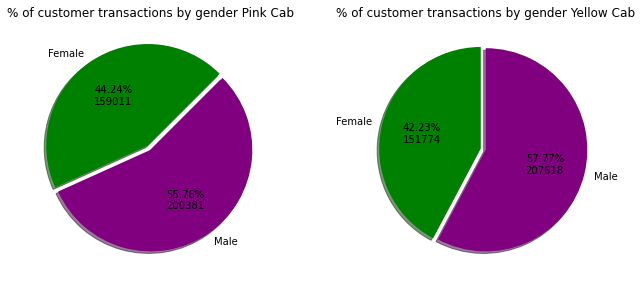 % of customer transactions by gender Pink Cab
Female
44.24%
159011
55.76%
200381
Male
% of customer transactions by gender Yellow Cab
Female
42.23%
151774
57.77%
207618
Male